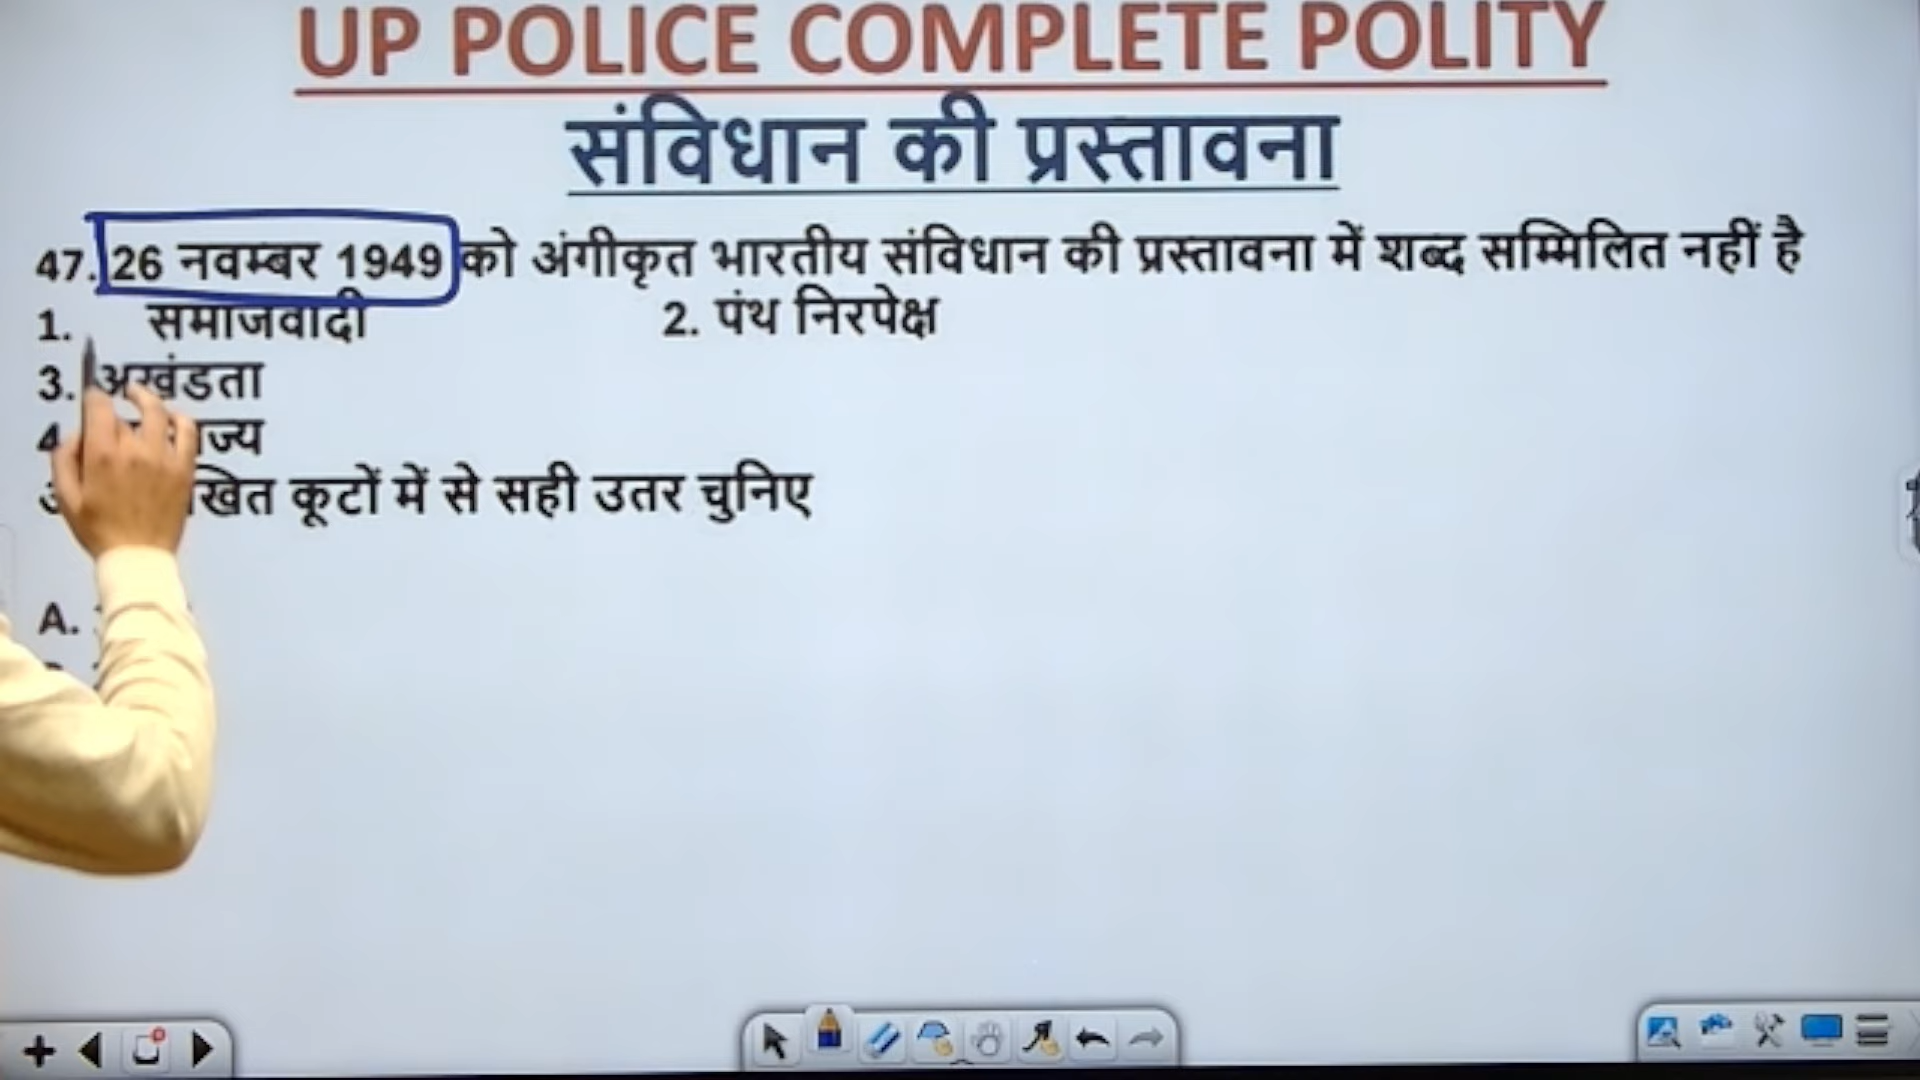 UP POLICE COMPLETE POLITY
संविधान की प्रस्तावना
47. 26 नवम्बर 1949 को अंगीकृत भारतीय संविधान की प्रस्तावना में शब्द सम्मिलित नहीं है
1. समाजवादी 2. पंथ निरपेक्ष
3. अखंडता
4
कूटों में से सही उतर चुनिए
A.